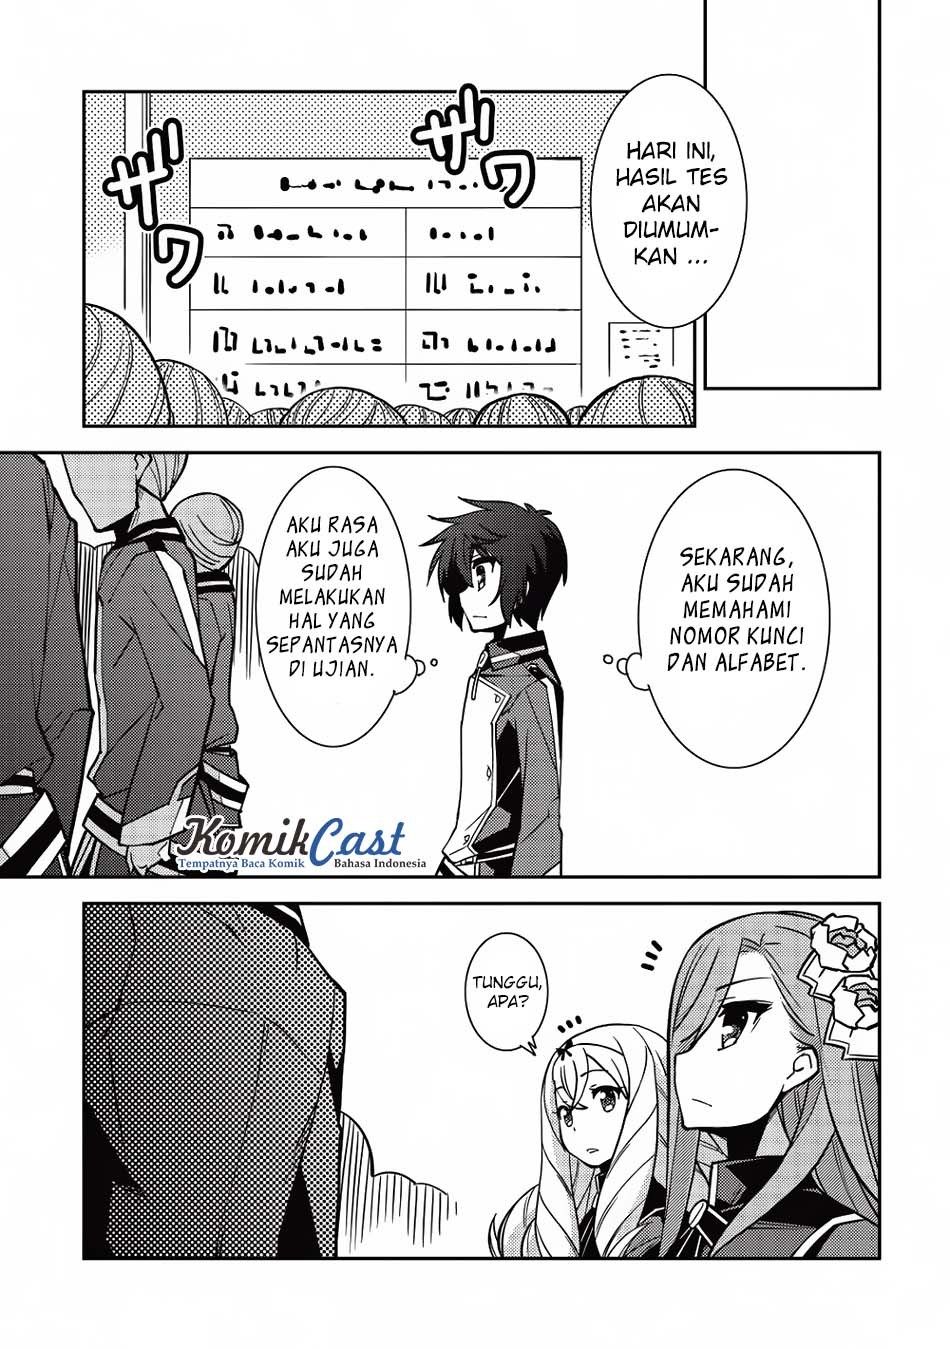 HARI INI,
HASIL TES
AKAN
DIUMUM-
KAN ...
ザワ
ザワ
SEKARANG,
AKU SUDAH
MEMAHAMI
NOMOR KUNCI
DAN ALFABET.
AKU RASA
AKU JUGA
SUDAH
MELAKUKAN
HAL YANG
SEPANTASNYA
DI UJIAN.
KomikCast
Tempatnya Baca Komik Bahasa Indonesia
TUNGGU,
APA?